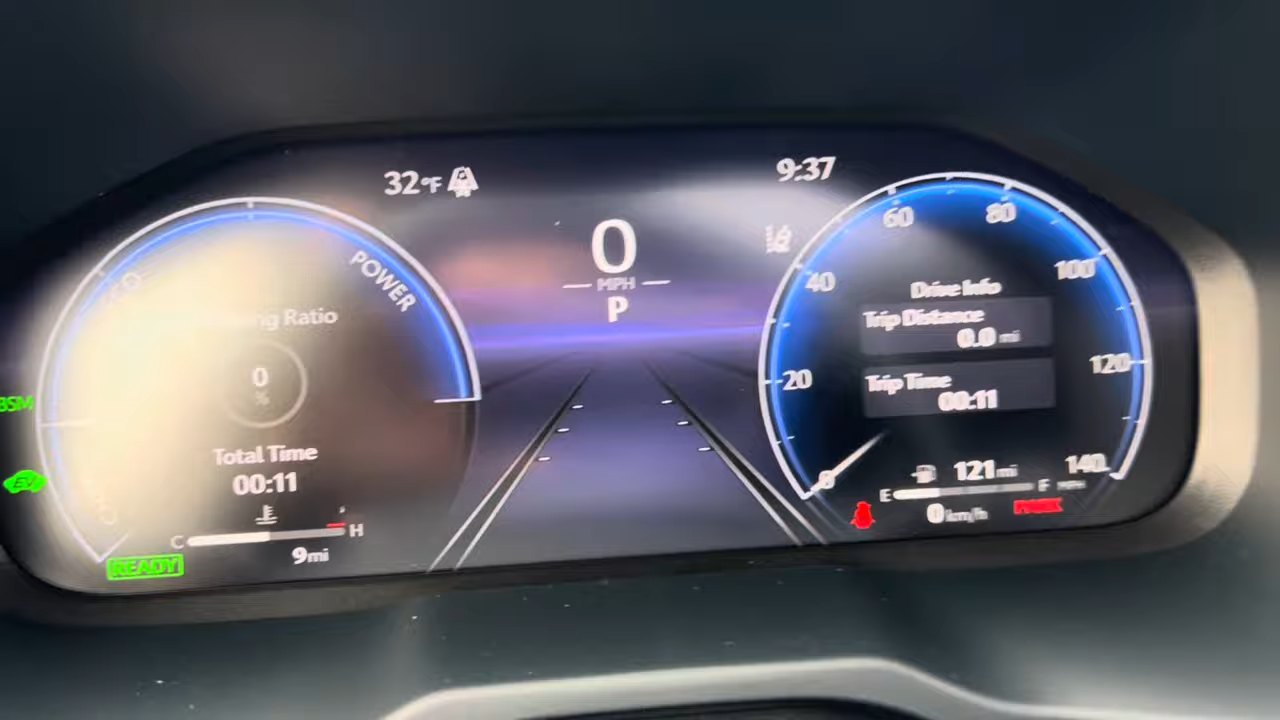 32°F
9:37
0
MPH
P
POWER
Ratio
0
%
Total Time
00:11
C
H
9mi
READY
BSM
EV
0
20
40
60
80
100
120
140
MPH
Drive Info
Trip Distance
0.0 mi
Trip Time
00:11
121mi
E
F
0km/h